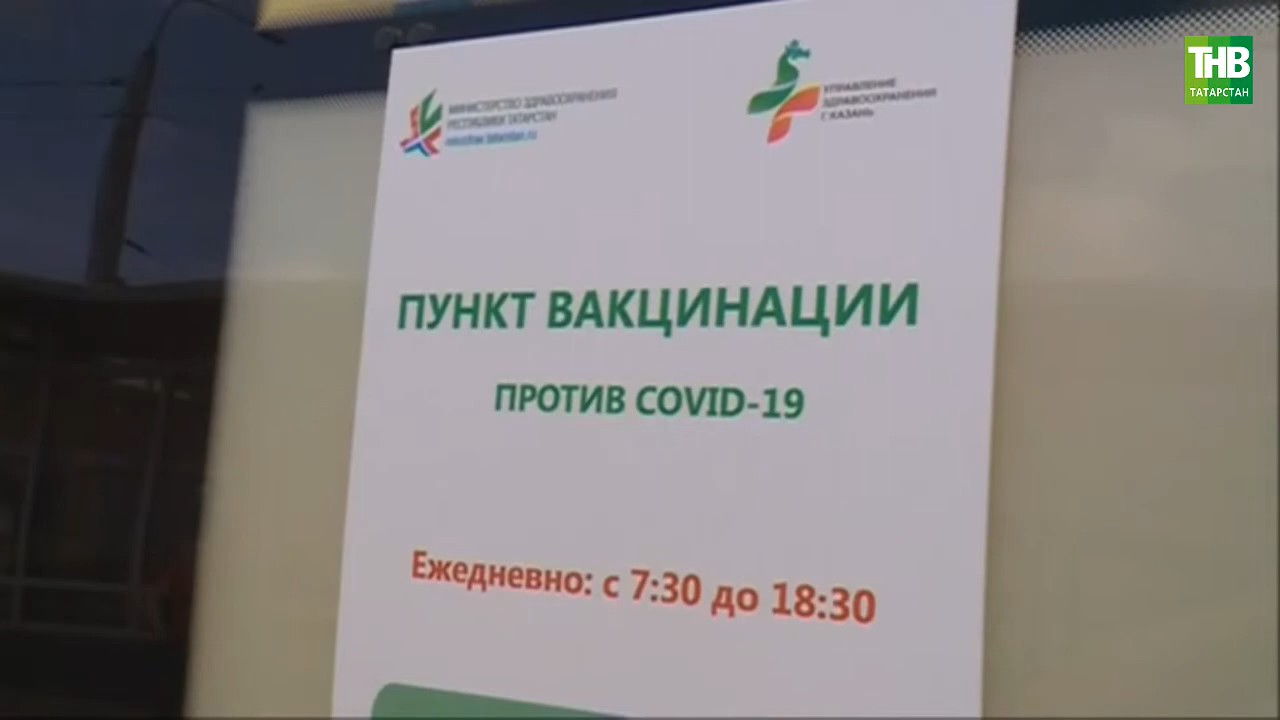 ТНВ
ТАТАРСТАН
МИНИСТЕРСТВО ЗДРАВООХРАНЕНИЯ
РЕСПУБЛИКИ ТАТАРСТАН
УПРАВЛЕНИЕ
ЗДРАВООХРАНЕНИЯ
Г. КАЗАНЬ
ПУНКТ ВАКЦИНАЦИИ
ПРОТИВ COVID-19
Ежедневно: с 7:30 до 18:30